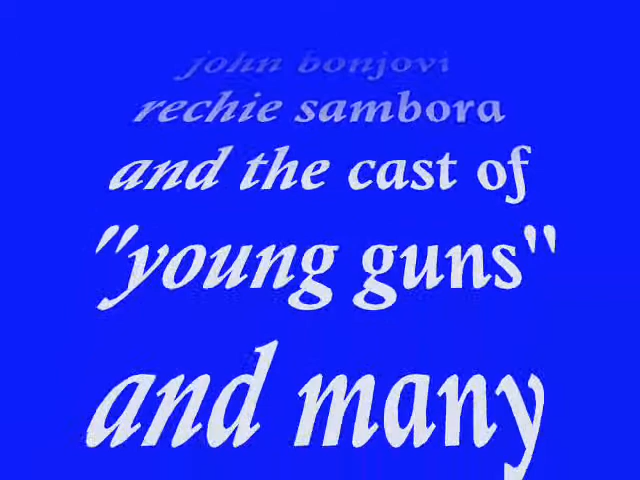 john bonjovi
rechie sambora
and the cast of
"young guns"
and many